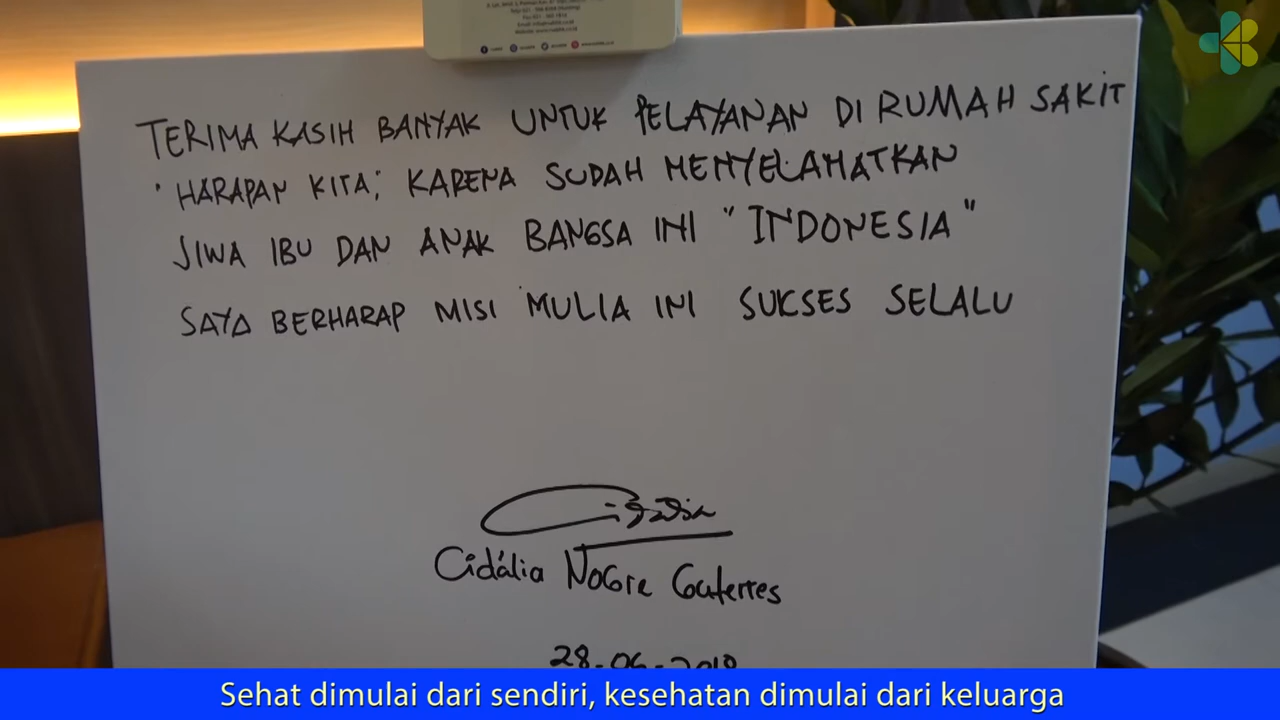 TERIMA KASIH BANYAK UNTUK PELAYANAN DI RUMAH SAKIT
"HARAPAN KITA", KARENA SUDAH MENYELAMATKAN
JIWA IBU DAN ANAK BANGSA INI "INDONESIA"
SAYA BERHARAP MISI MULIA INI SUKSES SELALU
Cidália Nobre Guterres
Sehat dimulai dari sendiri, kesehatan dimulai dari keluarga